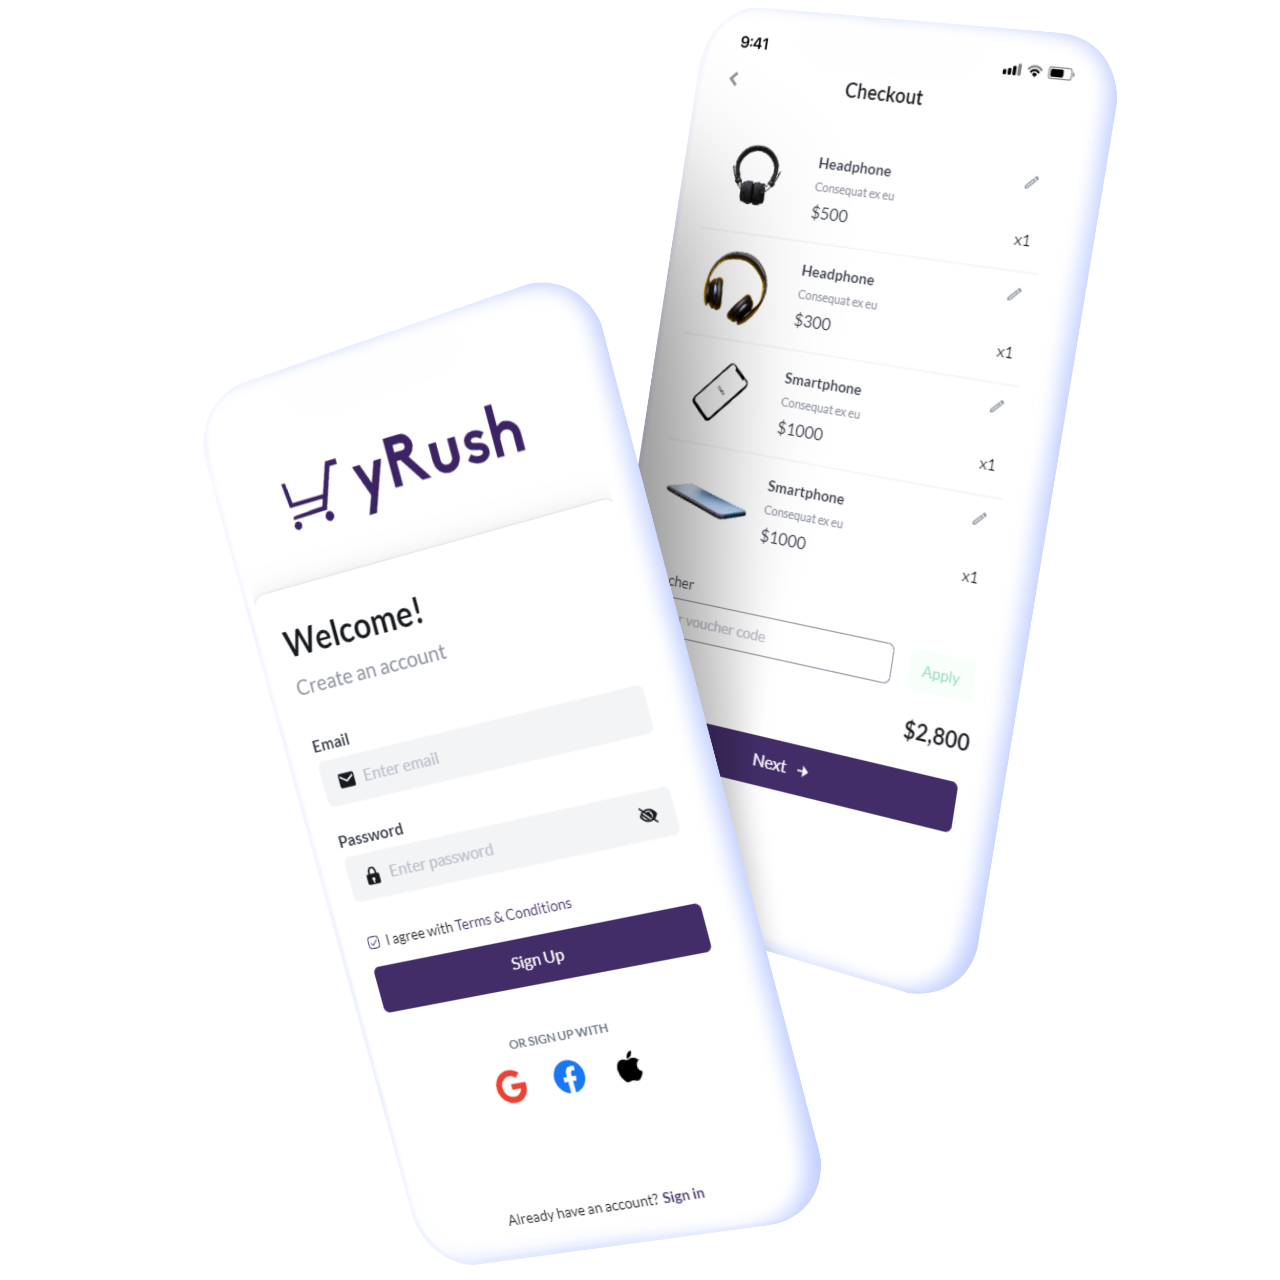 yRush
Welcome!
Create an account
Email
Enter email
Password
Enter password
I agree with Terms & Conditions
Sign Up
OR SIGN UP WITH
Already have an account? Sign in
9:41
Checkout
Headphone
Consequat ex eu
$500
x1
Headphone
Consequat ex eu
$300
x1
Smartphone
Consequat ex eu
$1000
x1
Smartphone
Consequat ex eu
$1000
x1
cher
r voucher code
Apply
$2,800
Next